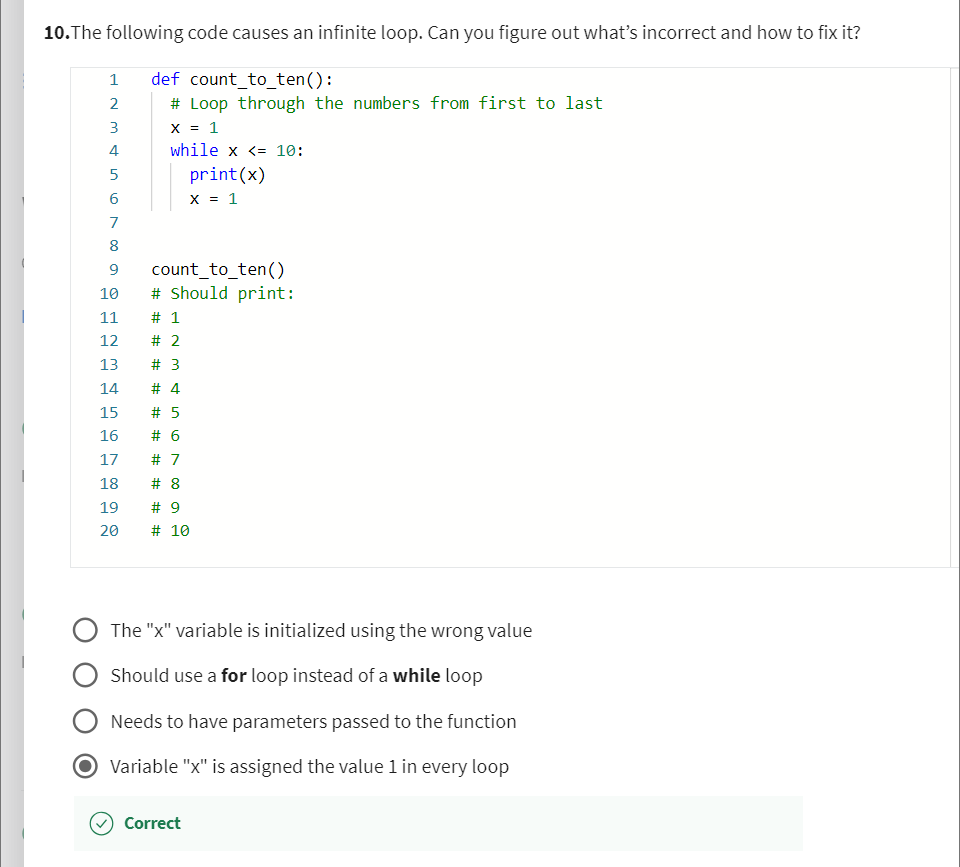 10.The following code causes an infinite loop. Can you figure out what’s incorrect and how to fix it?
1 def count_to_ten():
2 # Loop through the numbers from first to last
3 x = 1
4 while x <= 10:
5 print(x)
6 x = 1
7
8
9 count_to_ten()
10 # Should print:
11 # 1
12 # 2
13 # 3
14 # 4
15 # 5
16 # 6
17 # 7
18 # 8
19 # 9
20 # 10
The "x" variable is initialized using the wrong value
Should use a for loop instead of a while loop
Needs to have parameters passed to the function
Variable "x" is assigned the value 1 in every loop
Correct